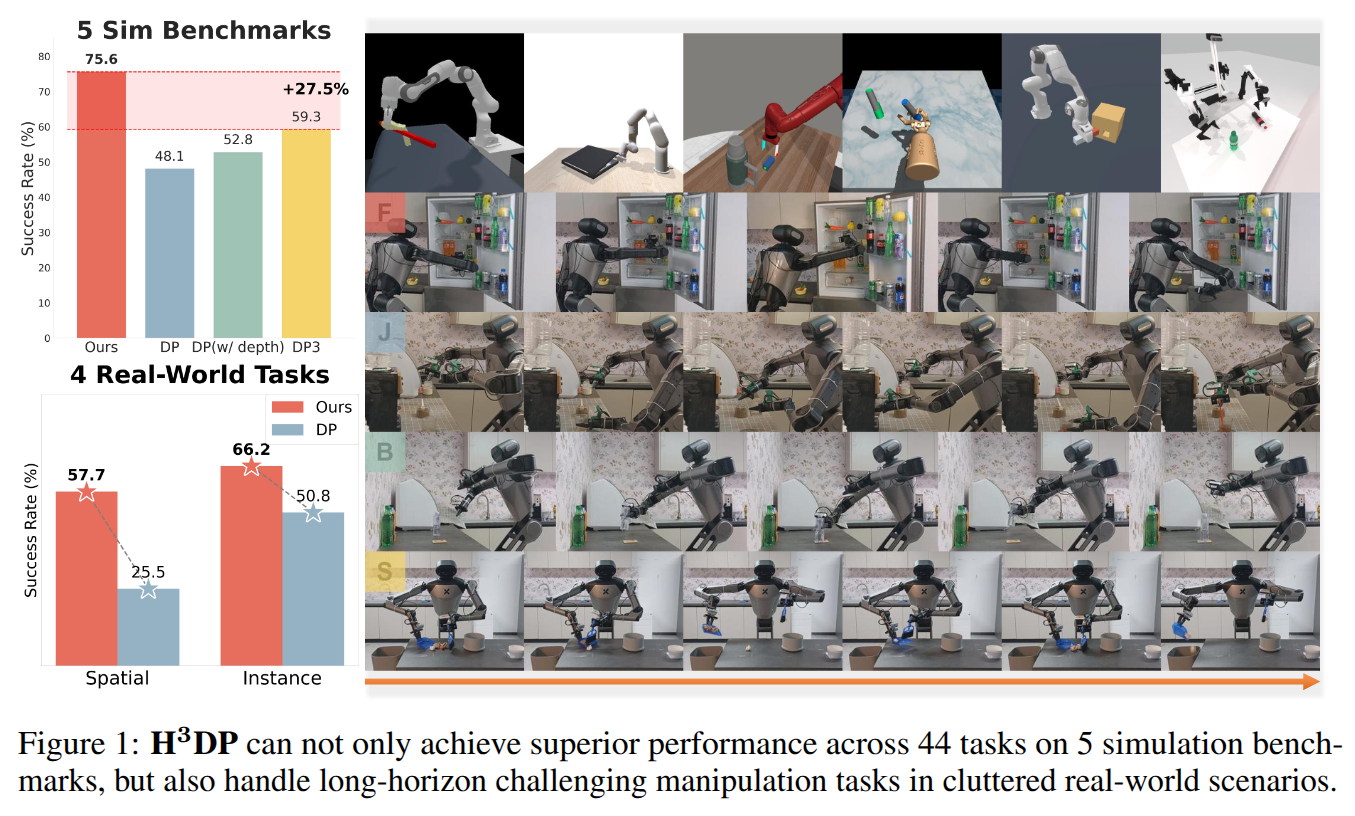 5 Sim Benchmarks
Success Rate (%)
80
70
60
50
40
30
20
10
0
75.6
48.1
52.8
59.3
+27.5%
Ours DP DP(w/ depth) DP3
4 Real-World Tasks
Success Rate (%)
Ours
DP
57.7
25.5
66.2
50.8
Spatial Instance
F
J
B
S
Figure 1: H³DP can not only achieve superior performance across 44 tasks on 5 simulation bench-
marks, but also handle long-horizon challenging manipulation tasks in cluttered real-world scenarios.